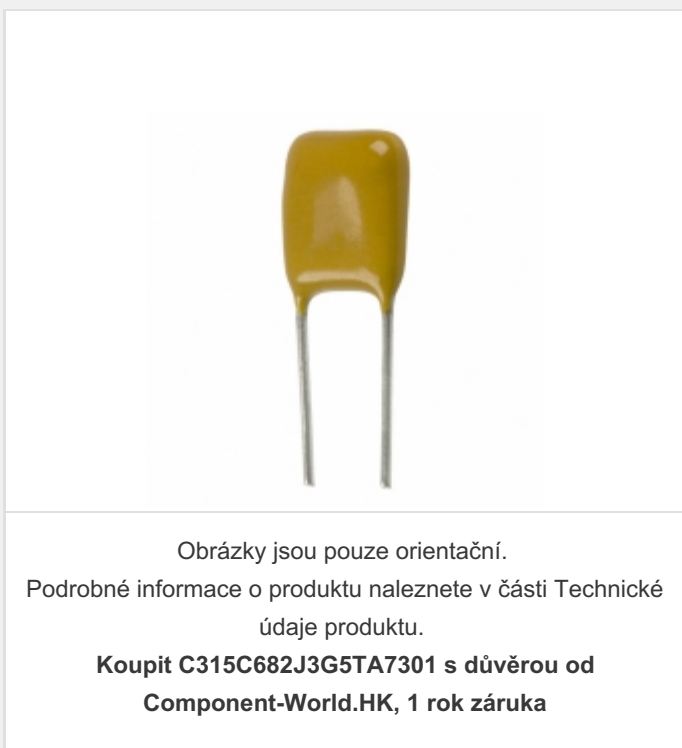 Obrázky jsou pouze orientační.
Podrobné informace o produktu naleznete v části Technické
údaje produktu.
Koupit C315C682J3G5TA7301 s důvěrou od
Component-World.HK, 1 rok záruka